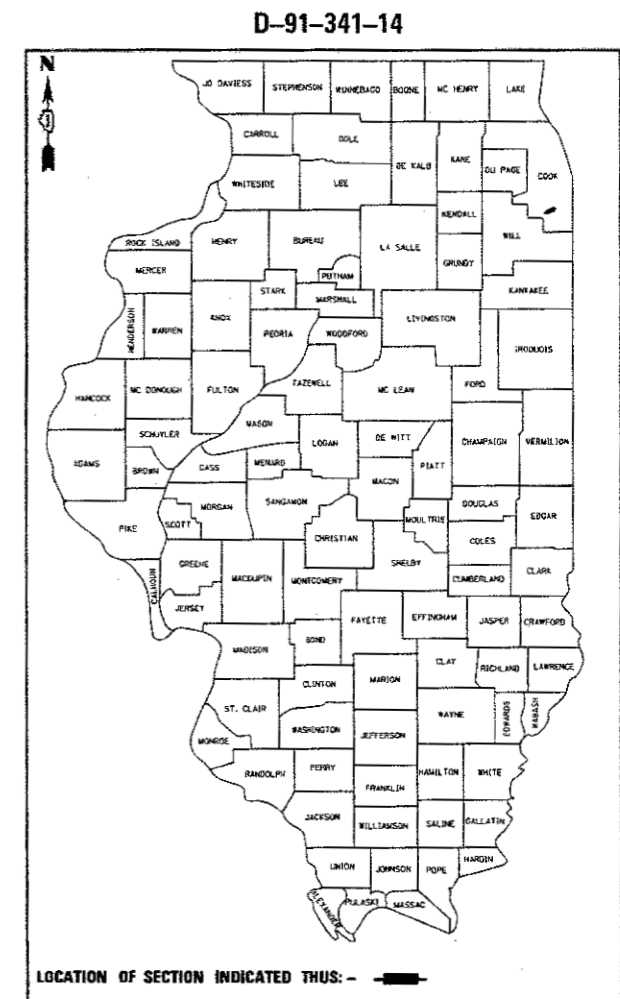 D-91-341-14
N
JO DAVIESS STEPHENSON WINNEBAGO BOONE MC HENRY LAKE
CARROLL OGLE DE KALB KANE DU PAGE COOK
WHITESIDE LEE KENDALL WILL
ROCK ISLAND HENRY BUREAU LA SALLE GRUNDY
MERCER PUTNAM KANKAKEE
STARK MARSHALL
HENDERSON WARREN KNOX PEORIA WOODFORD LIVINGSTON IROQUOIS
HANCOCK MC DONOUGH FULTON TAZEWELL MC LEAN FORD
SCHUYLER MASON LOGAN DE WITT CHAMPAIGN VERMILION
ADAMS BROWN CASS MENARD MACON PIATT
PIKE SCOTT MORGAN SANGAMON CHRISTIAN MOULTRIE DOUGLAS EDGAR
COLES
CALHOUN GREENE MACOUPIN MONTGOMERY SHELBY CUMBERLAND CLARK
JERSEY FAYETTE EFFINGHAM JASPER CRAWFORD
MADISON BOND CLAY RICHLAND LAWRENCE
CLINTON MARION
ST. CLAIR WASHINGTON JEFFERSON WAYNE EDWARDS WABASH
MONROE
RANDOLPH PERRY FRANKLIN HAMILTON WHITE
JACKSON WILLIAMSON SALINE GALLATIN
UNION JOHNSON POPE HARDIN
ALEXANDER PULASKI MASSAC
LOCATION OF SECTION INDICATED THUS: -